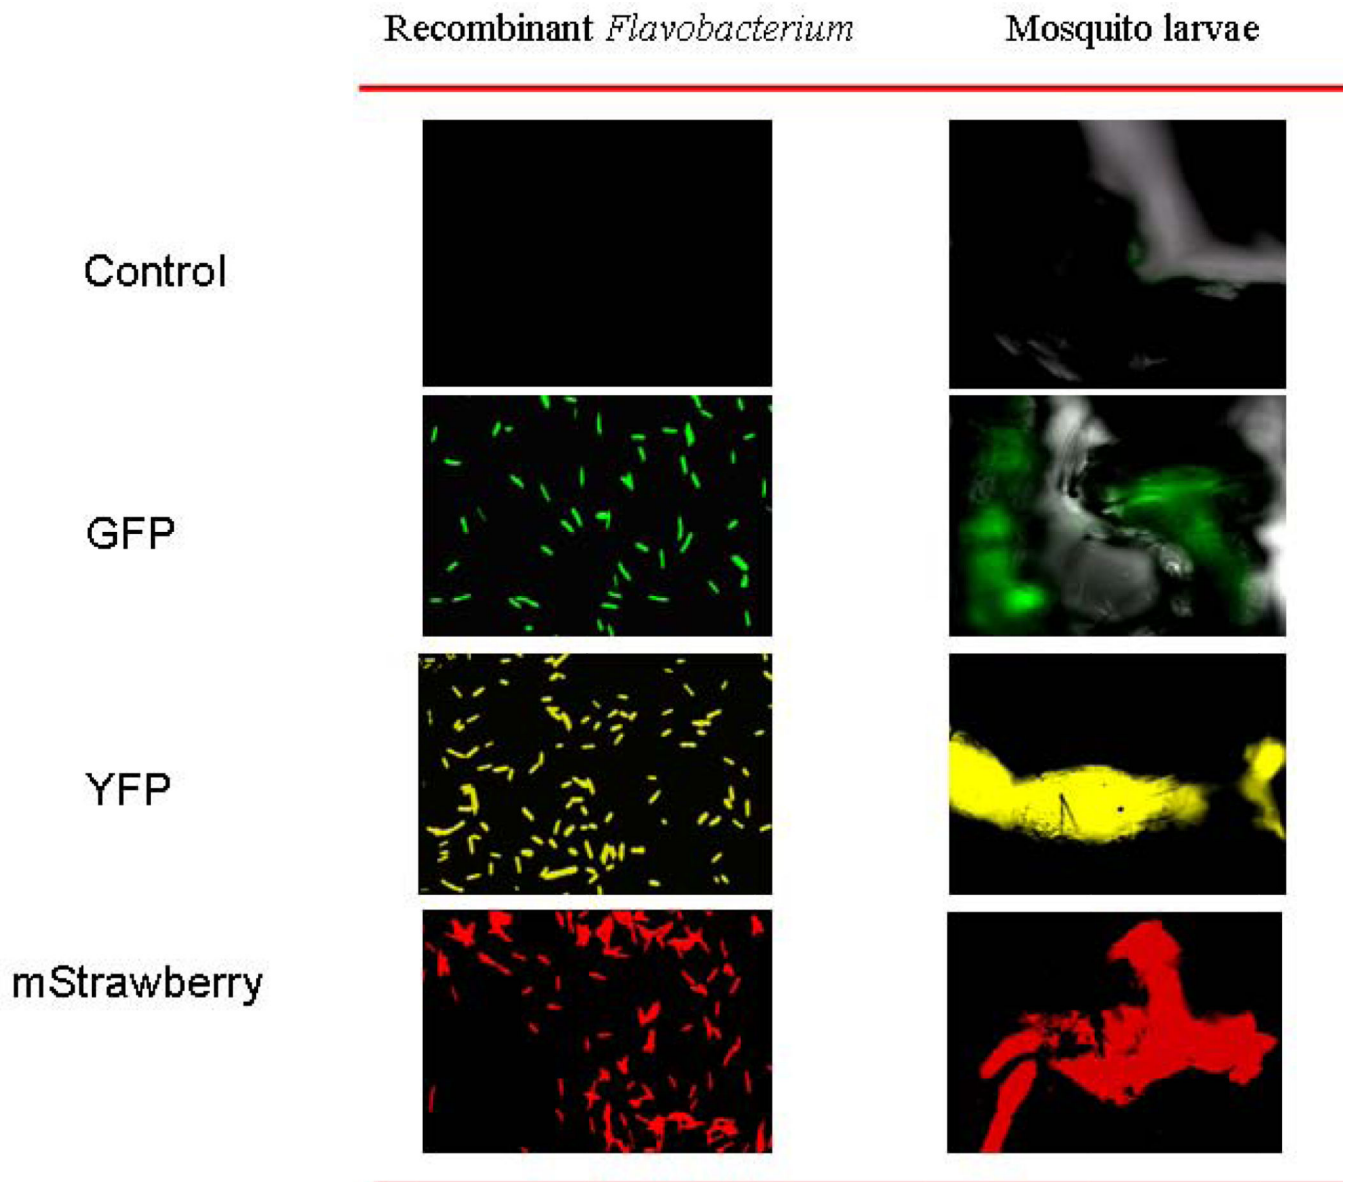 Recombinant Flavobacterium Mosquito larvae
Control
GFP
YFP
mStrawberry